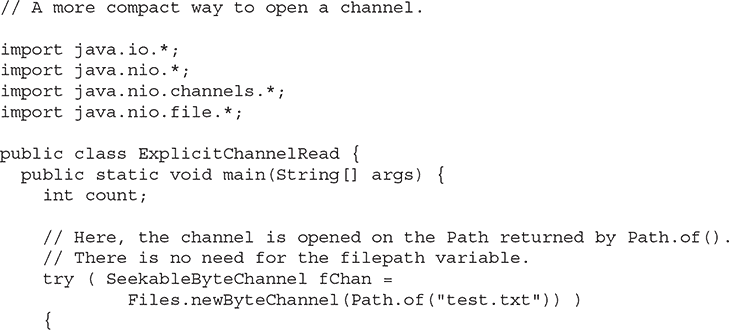 // A more compact way to open a channel.

import java.io.*;
import java.nio.*;
import java.nio.channels.*;
import java.nio.file.*;

public class ExplicitChannelRead {
  public static void main(String[] args) {
    int count;

    // Here, the channel is opened on the Path returned by Path.of().
    // There is no need for the filepath variable.
    try ( SeekableByteChannel fChan =
            Files.newByteChannel(Path.of("test.txt")) )
    {